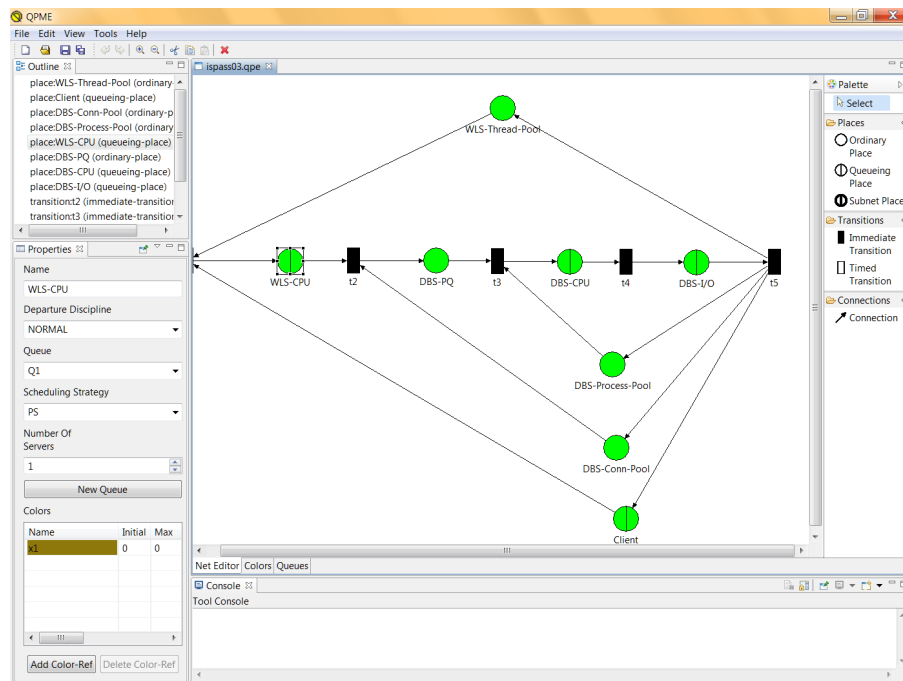 QPME
File Edit View Tools Help
Outline
ispass03.qpe
place:WLS-Thread-Pool (ordinary
place:Client (queueing-place)
place:DBS-Conn-Pool (ordinary-p
place:DBS-Process-Pool (ordinary
place:WLS-CPU (queueing-place)
place:DBS-PQ (ordinary-place)
place:DBS-CPU (queueing-place)
place:DBS-I/O (queueing-place)
transition:t2 (immediate-transition
transition:t3 (immediate-transition
Properties
Name
WLS-CPU
Departure Discipline
NORMAL
Queue
Q1
Scheduling Strategy
PS
Number Of
Servers
1
New Queue
Colors
Name Initial Max
x1 0 0
Add Color-Ref Delete Color-Ref
WLS-Thread-Pool
WLS-CPU t2 DBS-PQ t3 DBS-CPU t4 DBS-I/O t5
DBS-Process-Pool
DBS-Conn-Pool
Client
Net Editor Colors Queues
Console
Tool Console
Palette
Select
Places
Ordinary
Place
Queueing
Place
Subnet Place
Transitions
Immediate
Transition
Timed
Transition
Connections
Connection